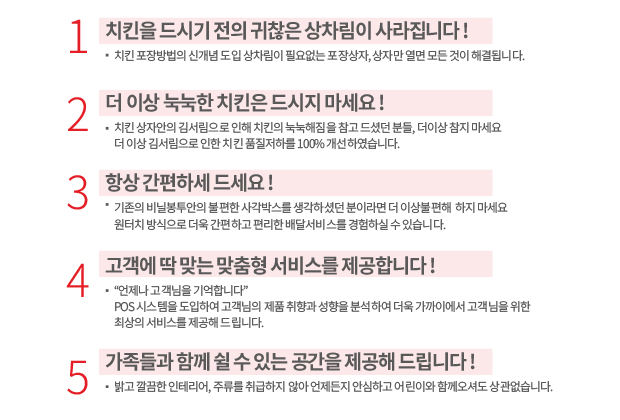 1 치킨을 드시기 전의 귀찮은 상차림이 사라집니다!
▪ 치킨 포장방법의 신개념 도입 상차림이 필요없는 포장상자, 상자만 열면 모든 것이 해결됩니다.
2 더 이상 눅눅한 치킨은 드시지 마세요!
▪ 치킨 상자안의 김서림으로 인해 치킨의 눅눅해짐을 참고 드셨던 분들, 더이상 참지 마세요
더 이상 김서림으로 인한 치킨 품질저하를 100% 개선하였습니다.
3 항상 간편하세 드세요!
▪ 기존의 비닐봉투안의 불편한 사각박스를 생각하셨던 분이라면 더 이상불편해 하지 마세요
원터치 방식으로 더욱 간편하고 편리한 배달서비스를 경험하실 수 있습니다.
4 고객에 딱 맞는 맞춤형 서비스를 제공합니다!
▪ “언제나 고객님을 기억합니다”
POS 시스템을 도입하여 고객님의 제품 취향과 성향을 분석하여 더욱 가까이에서 고객님을 위한
최상의 서비스를 제공해 드립니다.
5 가족들과 함께 쉴 수 있는 공간을 제공해 드립니다!
▪ 밝고 깔끔한 인테리어, 주류를 취급하지 않아 언제든지 안심하고 어린이와 함께오셔도 상관없습니다.